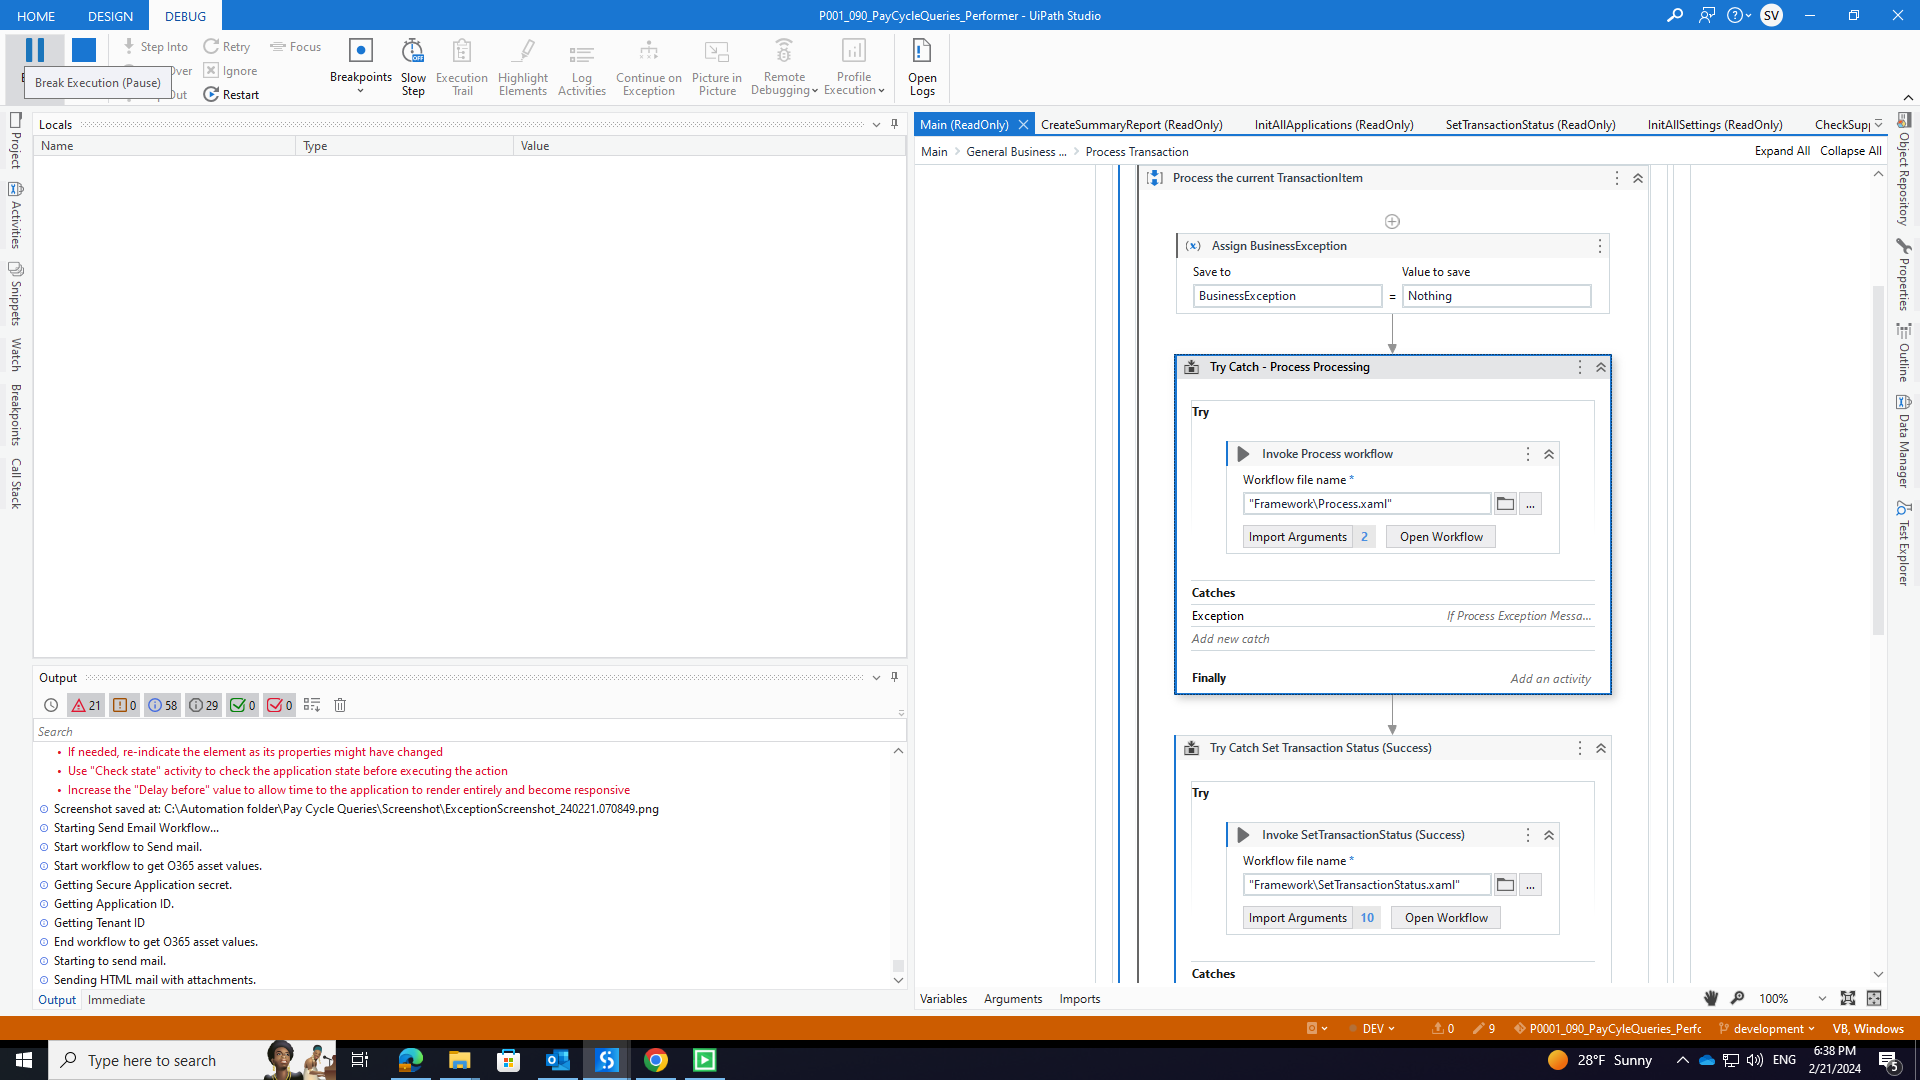 HOME DESIGN DEBUG
P001_090_PayCycleQueries_Performer - UiPath Studio
SV
Step Into Retry Focus
Over Ignore
Out Restart
Break Execution (Pause)
Breakpoints
Slow Step
Execution Trail
Highlight Elements
Log Activities
Continue on Exception
Picture in Picture
Remote Debugging
Profile Execution
Open Logs
Project
Activities
Snippets
Watch
Breakpoints
Call Stack
Locals
Name Type Value
Output
21 0 58 29 0 0
Search
• If needed, re-indicate the element as its properties might have changed
• Use "Check state" activity to check the application state before executing the action
• Increase the "Delay before" value to allow time to the application to render entirely and become responsive
Screenshot saved at: C:\Automation folder\Pay Cycle Queries\Screenshot\ExceptionScreenshot_240221.070849.png
Starting Send Email Workflow...
Start workflow to Send mail.
Start workflow to get O365 asset values.
Getting Secure Application secret.
Getting Application ID.
Getting Tenant ID
End workflow to get O365 asset values.
Starting to send mail.
Sending HTML mail with attachments.
Output Immediate
Main (ReadOnly) CreateSummaryReport (ReadOnly) InitAllApplications (ReadOnly) SetTransactionStatus (ReadOnly) InitAllSettings (ReadOnly) CheckSupp
Main > General Business ... > Process Transaction
Expand All Collapse All
Process the current TransactionItem
(x) Assign BusinessException
Save to Value to save
BusinessException = Nothing
Try Catch - Process Processing
Try
Invoke Process workflow
Workflow file name *
"Framework\Process.xaml" ...
Import Arguments 2 Open Workflow
Catches
Exception If Process Exception Messa...
Add new catch
Finally Add an activity
Try Catch Set Transaction Status (Success)
Try
Invoke SetTransactionStatus (Success)
Workflow file name *
"Framework\SetTransactionStatus.xaml" ...
Import Arguments 10 Open Workflow
Catches
Variables Arguments Imports
100%
Object Repository
Properties
Outline
Data Manager
Test Explorer
DEV 0 9 P0001_090_PayCyleQueries_Perfc development VB, Windows
Type here to search
28°F Sunny
ENG
6:38 PM
2/21/2024
5